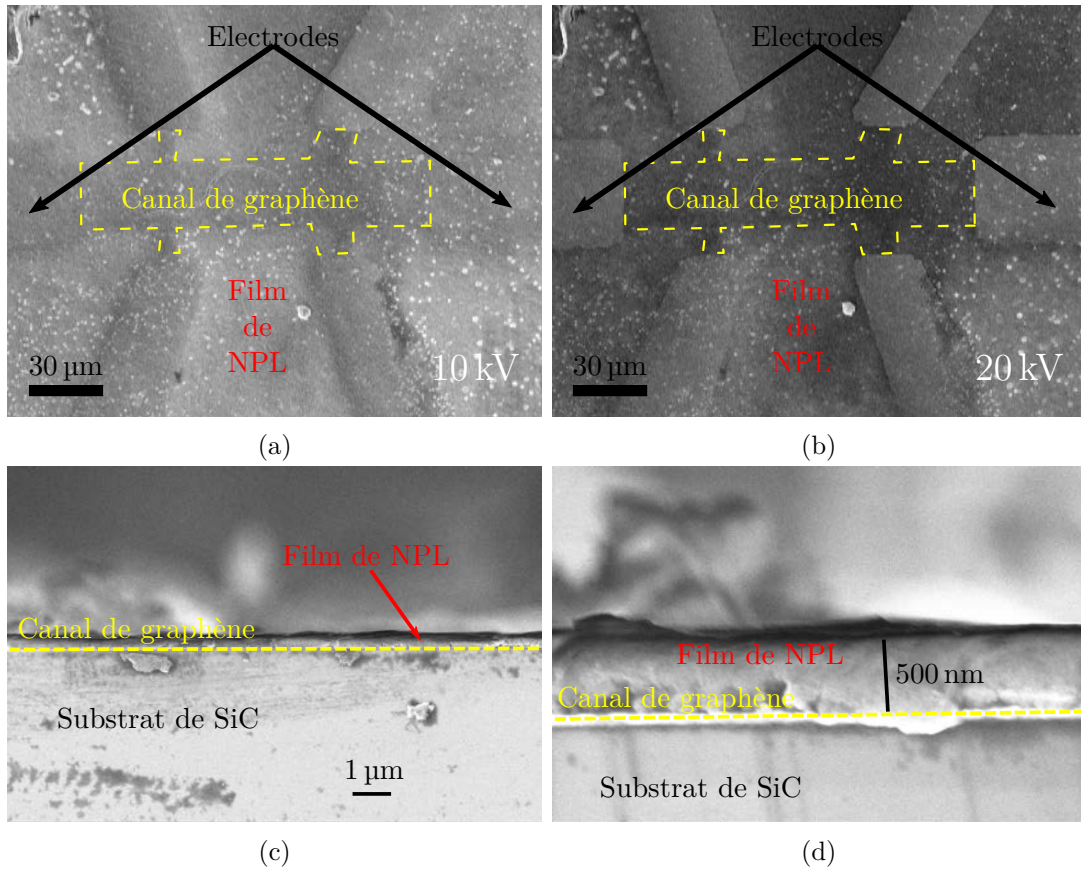 Electrodes
Canal de graphène
Film
de
NPL
30 µm
10 kV
(a)
Electrodes
Canal de graphène
Film
de
NPL
30 µm
20 kV
(b)
Film de NPL
Canal de graphène
Substrat de SiC
1 µm
(c)
Film de NPL
500 nm
Canal de graphène
Substrat de SiC
(d)